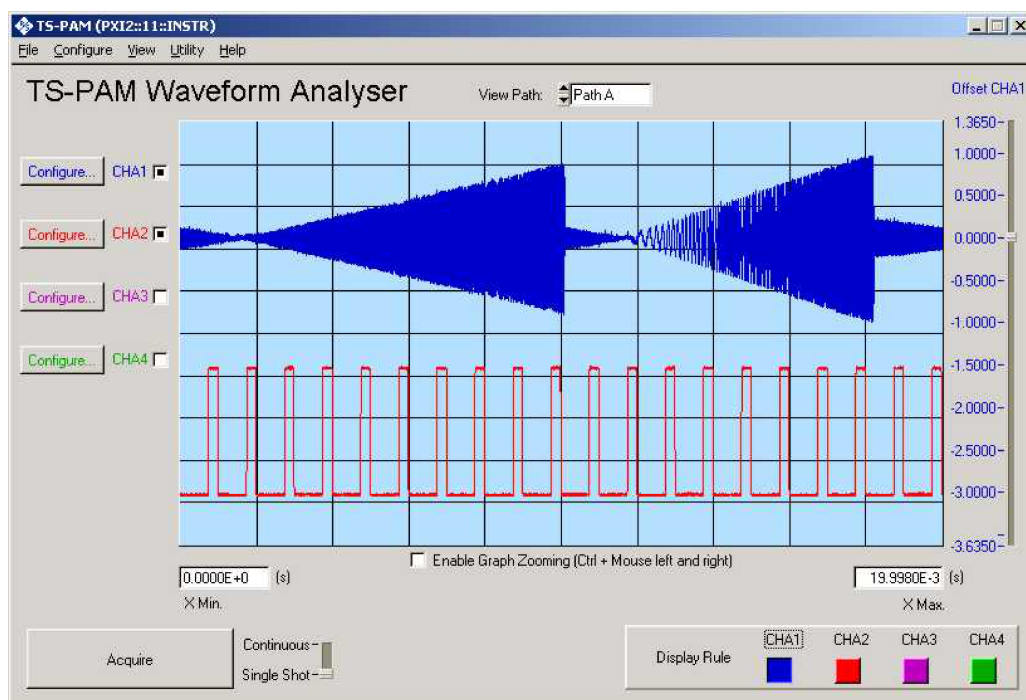 TS-PAM (PXI2::11::INSTR)
File Configure View Utility Help
TS-PAM Waveform Analyser
View Path: Path A
Offset CHA1
Configure... CHA1
Configure... CHA2
Configure... CHA3
Configure... CHA4
1.3650
1.0000
0.5000
0.0000
-0.5000
-1.0000
-1.5000
-2.0000
-2.5000
-3.0000
-3.6350
Enable Graph Zooming (Ctrl + Mouse left and right)
0.0000E+0 (s)
19.9980E-3 (s)
X Min.
X Max.
Acquire
Continuous
Single Shot
Display Rule
CHA1 CHA2 CHA3 CHA4